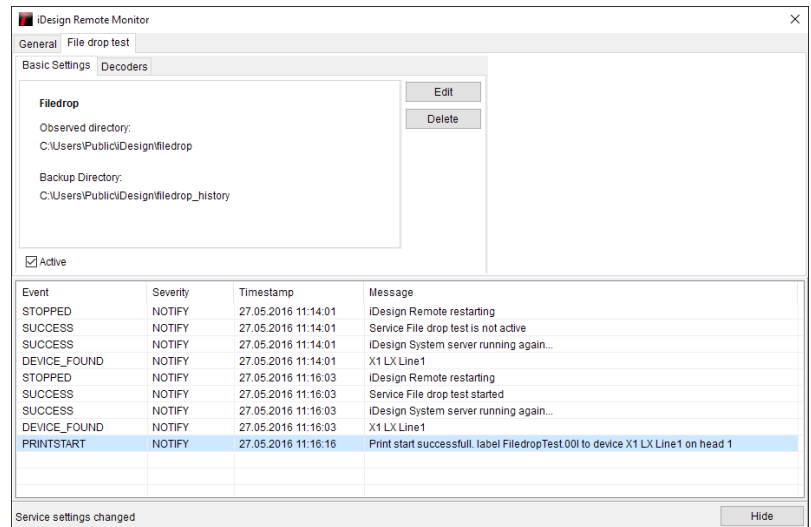 iDesign Remote Monitor
General File drop test
Basic Settings Decoders
Filedrop
Observed directory:
C:\Users\Public\iDesign\filedrop
Backup Directory:
C:\Users\Public\iDesign\filedrop_history
Edit
Delete
Active
Event Severity Timestamp Message
STOPPED NOTIFY 27.05.2016 11:14:01 iDesign Remote restarting
SUCCESS NOTIFY 27.05.2016 11:14:01 Service File drop test is not active
SUCCESS NOTIFY 27.05.2016 11:14:01 iDesign System server running again...
DEVICE_FOUND NOTIFY 27.05.2016 11:14:01 X1 LX Line1
STOPPED NOTIFY 27.05.2016 11:16:03 iDesign Remote restarting
SUCCESS NOTIFY 27.05.2016 11:16:03 Service File drop test started
SUCCESS NOTIFY 27.05.2016 11:16:03 iDesign System server running again...
DEVICE_FOUND NOTIFY 27.05.2016 11:16:03 X1 LX Line1
PRINTSTART NOTIFY 27.05.2016 11:16:16 Print start successfull. label FiledropTest.00I to device X1 LX Line1 on head 1
Service settings changed Hide